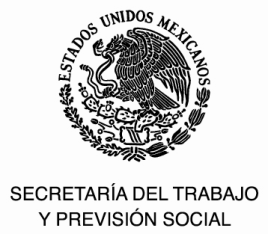 ESTADOS UNIDOS MEXICANOS
SECRETARÍA DEL TRABAJO
Y PREVISIÓN SOCIAL